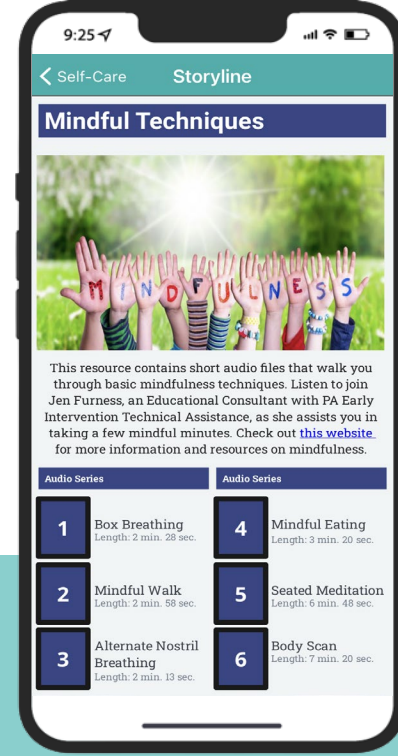 9:25
Self-Care
Storyline
Mindful Techniques
MINDFULNESS
This resource contains short audio files that walk you
through basic mindfulness techniques. Listen to join
Jen Furness, an Educational Consultant with PA Early
Intervention Technical Assistance, as she assists you in
taking a few mindful minutes. Check out this website
for more information and resources on mindfulness.
Audio Series
1
Box Breathing
Length: 2 min. 28 sec.
2
Mindful Walk
Length: 2 min. 58 sec.
3
Alternate Nostril
Breathing
Length: 2 min. 13 sec.
Audio Series
4
Mindful Eating
Length: 3 min. 20 sec.
5
Seated Meditation
Length: 6 min. 48 sec.
6
Body Scan
Length: 7 min. 20 sec.